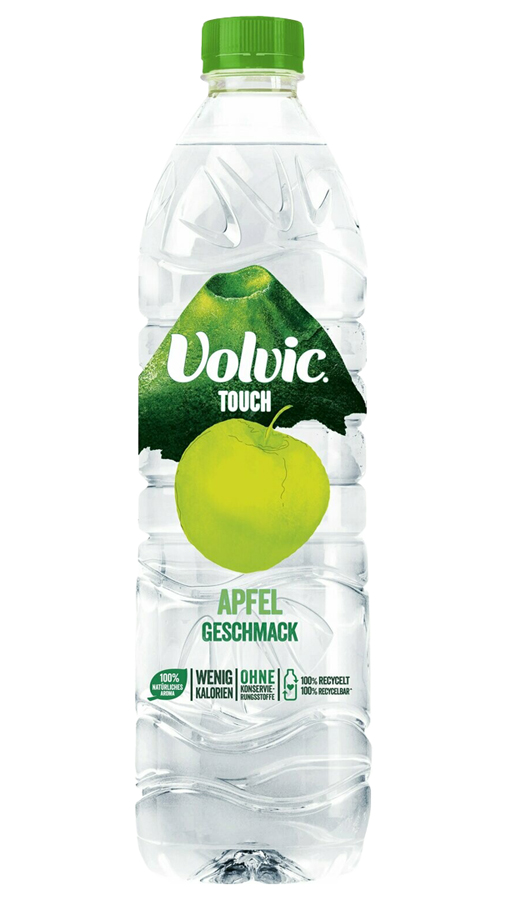 Volvic.
TOUCH
APFEL
GESCHMACK
100%
NATÜRLICHES
AROMA
WENIG
KALORIEN
OHNE
KONSERVIE-
RUNGSSTOFFE
100% RECYCELT
100% RECYCELBAR*